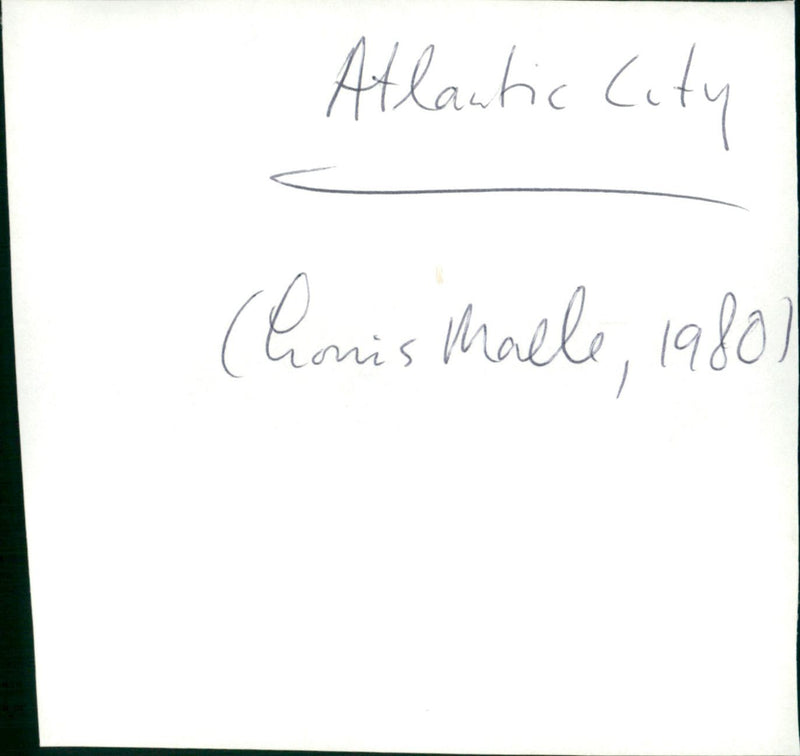 Atlantic City
(Louis Malle, 1980)